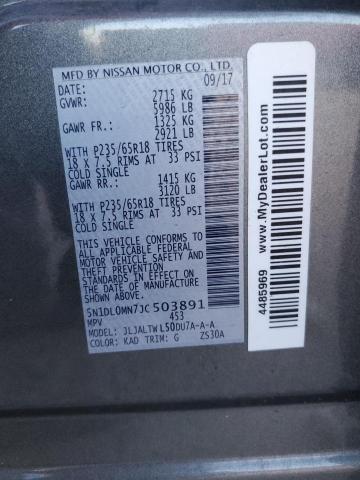 MFD BY NISSAN MOTOR CO., LTD.
DATE: 09/17
GVWR: 2715 KG
5986 LB
GAWR FR.: 1325 KG
2921 LB
WITH P235/65R18 TIRES
18 X 7.5 RIMS AT 33 PSI
COLD SINGLE
GAWR RR.: 1415 KG
3120 LB
WITH P235/65R18 TIRES
18 X 7.5 RIMS AT 33 PSI
COLD SINGLE
THIS VEHICLE CONFORMS TO
ALL APPLICABLE FEDERAL
MOTOR VEHICLE SAFETY
STANDARDS IN EFFECT ON
THE DATE OF MANUFACTURE
SHOWN ABOVE.
5N1DL0MN7JC503891
MPV 453
JLJALTWL50DU7A-A-A
COLOR: KAD TRIM: G ZS30A
www.MyDealerLot.com
4485969